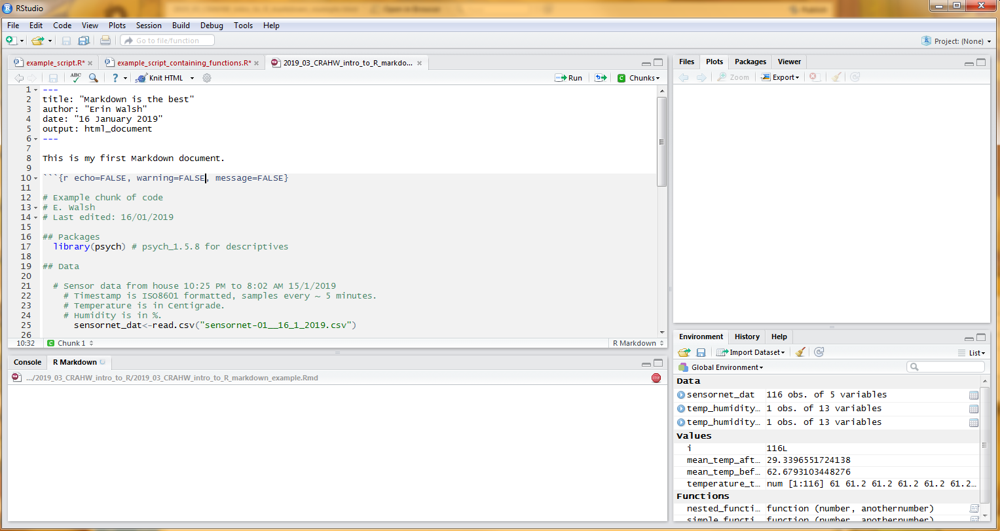 RStudio
File Edit Code View Plots Session Build Debug Tools Help
Go to file/function
Project: (None)
example_script.R*
example_script_containing_functions.R*
2019_03_CRAHW_intro_to_R_markdo...
ABC
Knit HTML
Run
Chunks
1 ---
2 title: "Markdown is the best"
3 author: "Erin Walsh"
4 date: "16 January 2019"
5 output: html_document
6 ---
7
8 This is my first Markdown document.
9
10 ```{r echo=FALSE, warning=FALSE, message=FALSE}
11
12 # Example chunk of code
13 # E. Walsh
14 # Last edited: 16/01/2019
15
16 ## Packages
17 library(psych) # psych_1.5.8 for descriptives
18
19 ## Data
20
21 # Sensor data from house 10:25 PM to 8:02 AM 15/1/2019
22 # Timestamp is ISO8601 formatted, samples every ~ 5 minutes.
23 # Temperature is in Centigrade.
24 # Humidity is in %.
25 sensornet_dat<-read.csv("sensornet-01__16_1_2019.csv")
26
10:32 Chunk 1 R Markdown
Console R Markdown
.../2019_03_CRAHW_intro_to_R/2019_03_CRAHW_intro_to_R_markdown_example.Rmd
STOP
Files Plots Packages Viewer
Zoom Export
Environment History Help
Import Dataset List
Global Environment
Data
sensornet_dat 116 obs. of 5 variables
temp_humidity... 1 obs. of 13 variables
temp_humidity... 1 obs. of 13 variables
Values
i 116L
mean_temp_aft... 29.3396551724138
mean_temp_bef... 62.6793103448276
temperature_t... num [1:116] 61 61.2 61.2 61.2 61.2 61.2...
Functions
nested_functi... function (number, anothernumber)
simple_functi... function (number, anothernumber)